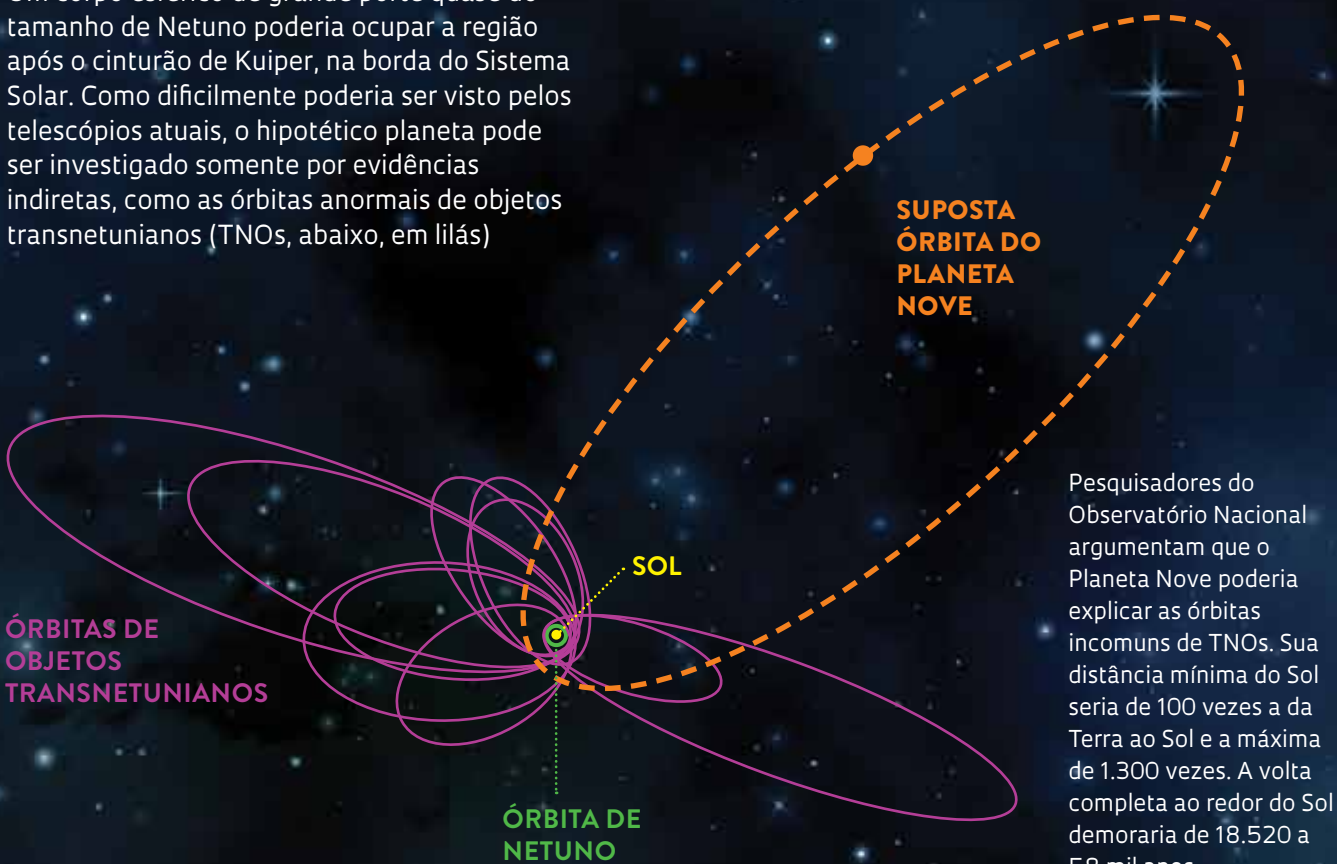 tamanho de Netuno poderia ocupar a região
após o cinturão de Kuiper, na borda do Sistema
Solar. Como dificilmente poderia ser visto pelos
telescópios atuais, o hipotético planeta pode
ser investigado somente por evidências
indiretas, como as órbitas anormais de objetos
transnetunianos (TNOs, abaixo, em lilás)
SUPOSTA
ÓRBITA DO
PLANETA
NOVE
SOL
ÓRBITAS DE
OBJETOS
TRANSNETUNIANOS
ÓRBITA DE
NETUNO
Pesquisadores do
Observatório Nacional
argumentam que o
Planeta Nove poderia
explicar as órbitas
incomuns de TNOs. Sua
distância mínima do Sol
seria de 100 vezes a da
Terra ao Sol e a máxima
de 1.300 vezes. A volta
completa ao redor do Sol
demoraria de 18.520 a